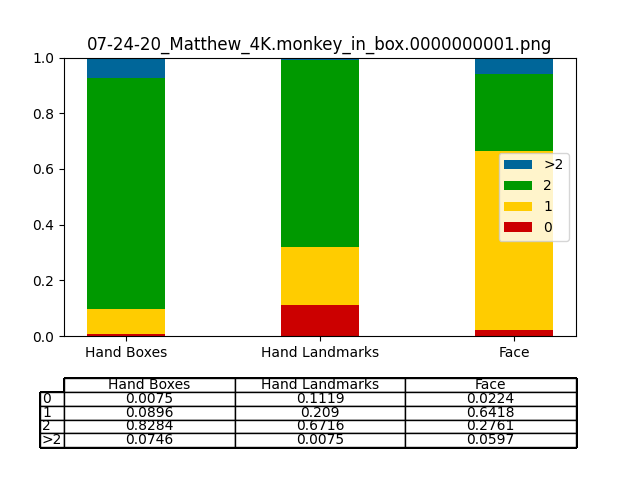 07-24-20_Matthew_4K.monkey_in_box.0000000001.png
1.0
0.8
0.6
0.4
0.2
0.0
>2
2
1
0
Hand Boxes Hand Landmarks Face
Hand Boxes Hand Landmarks Face
0 0.0075 0.1119 0.0224
1 0.0896 0.209 0.6418
2 0.8284 0.6716 0.2761
>2 0.0746 0.0075 0.0597